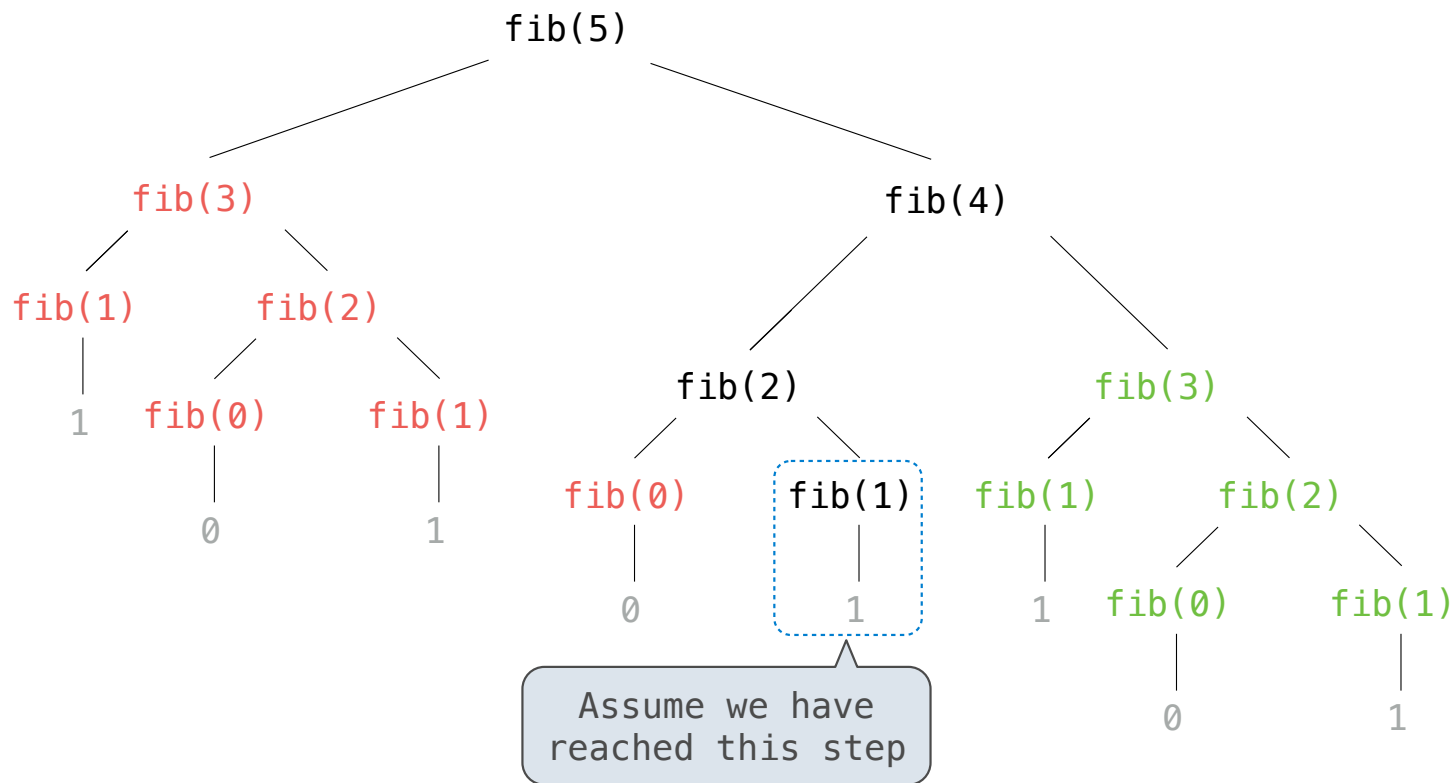 fib(5)
fib(3) fib(4)
fib(1) fib(2)
fib(2) fib(3)
1 fib(0) fib(1)
fib(0) fib(1) fib(1) fib(2)
0 1
0 1 1 fib(0) fib(1)
Assume we have
reached this step
0 1